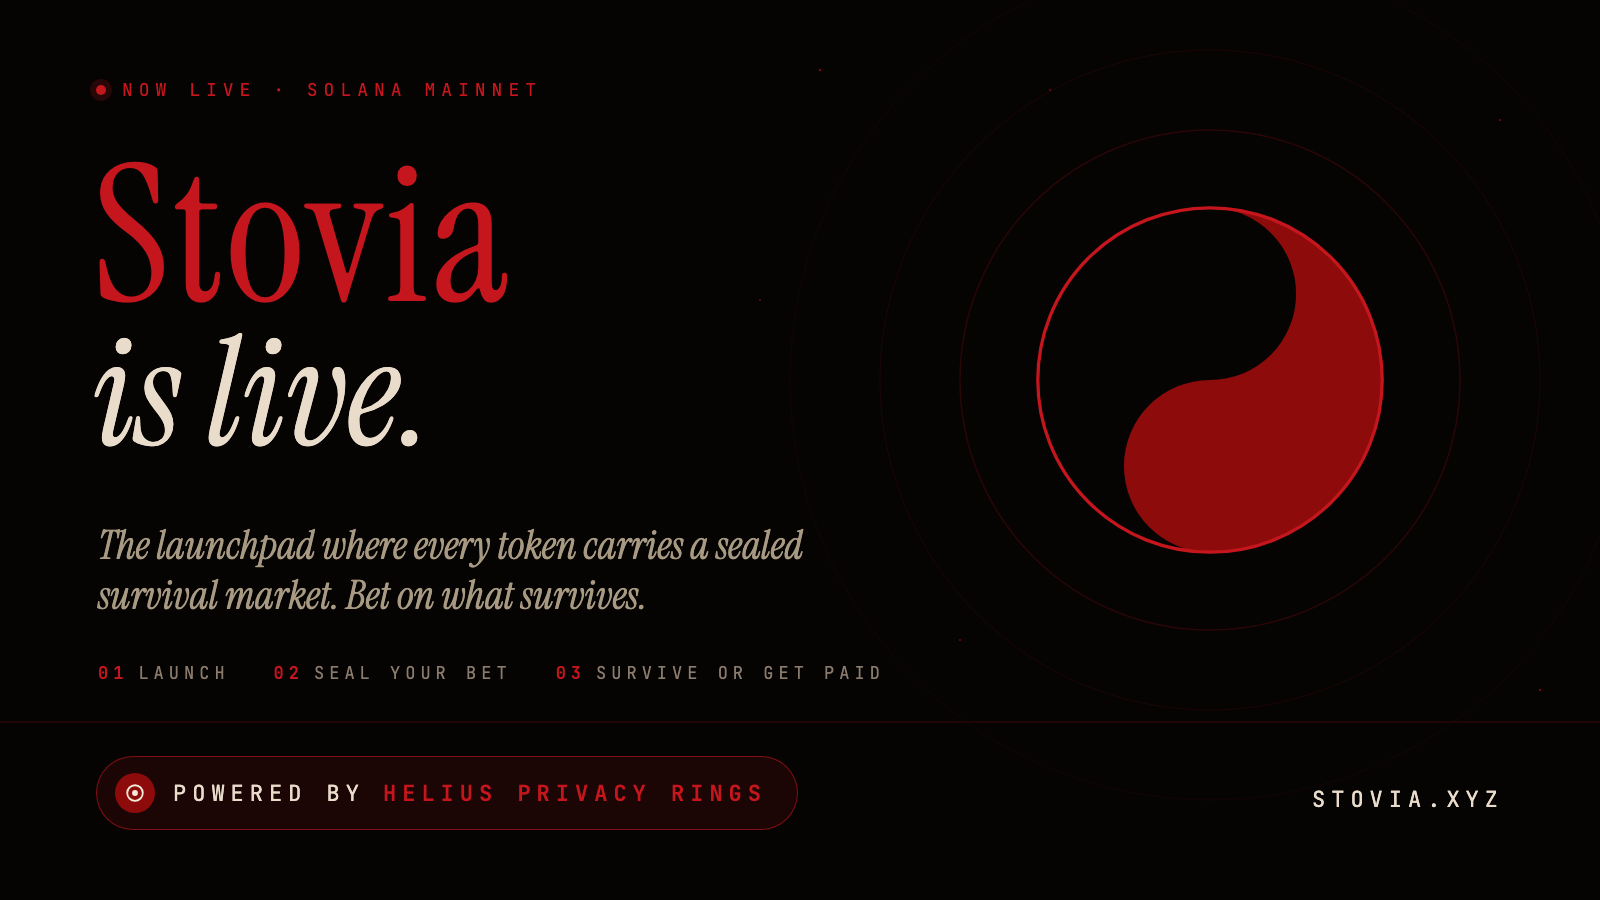 NOW LIVE · SOLANA MAINNET
Stovia
is live.
The launchpad where every token carries a sealed
survival market. Bet on what survives.
01 LAUNCH 02 SEAL YOUR BET 03 SURVIVE OR GET PAID
POWERED BY HELIUS PRIVACY RINGS
STOVIA.XYZ